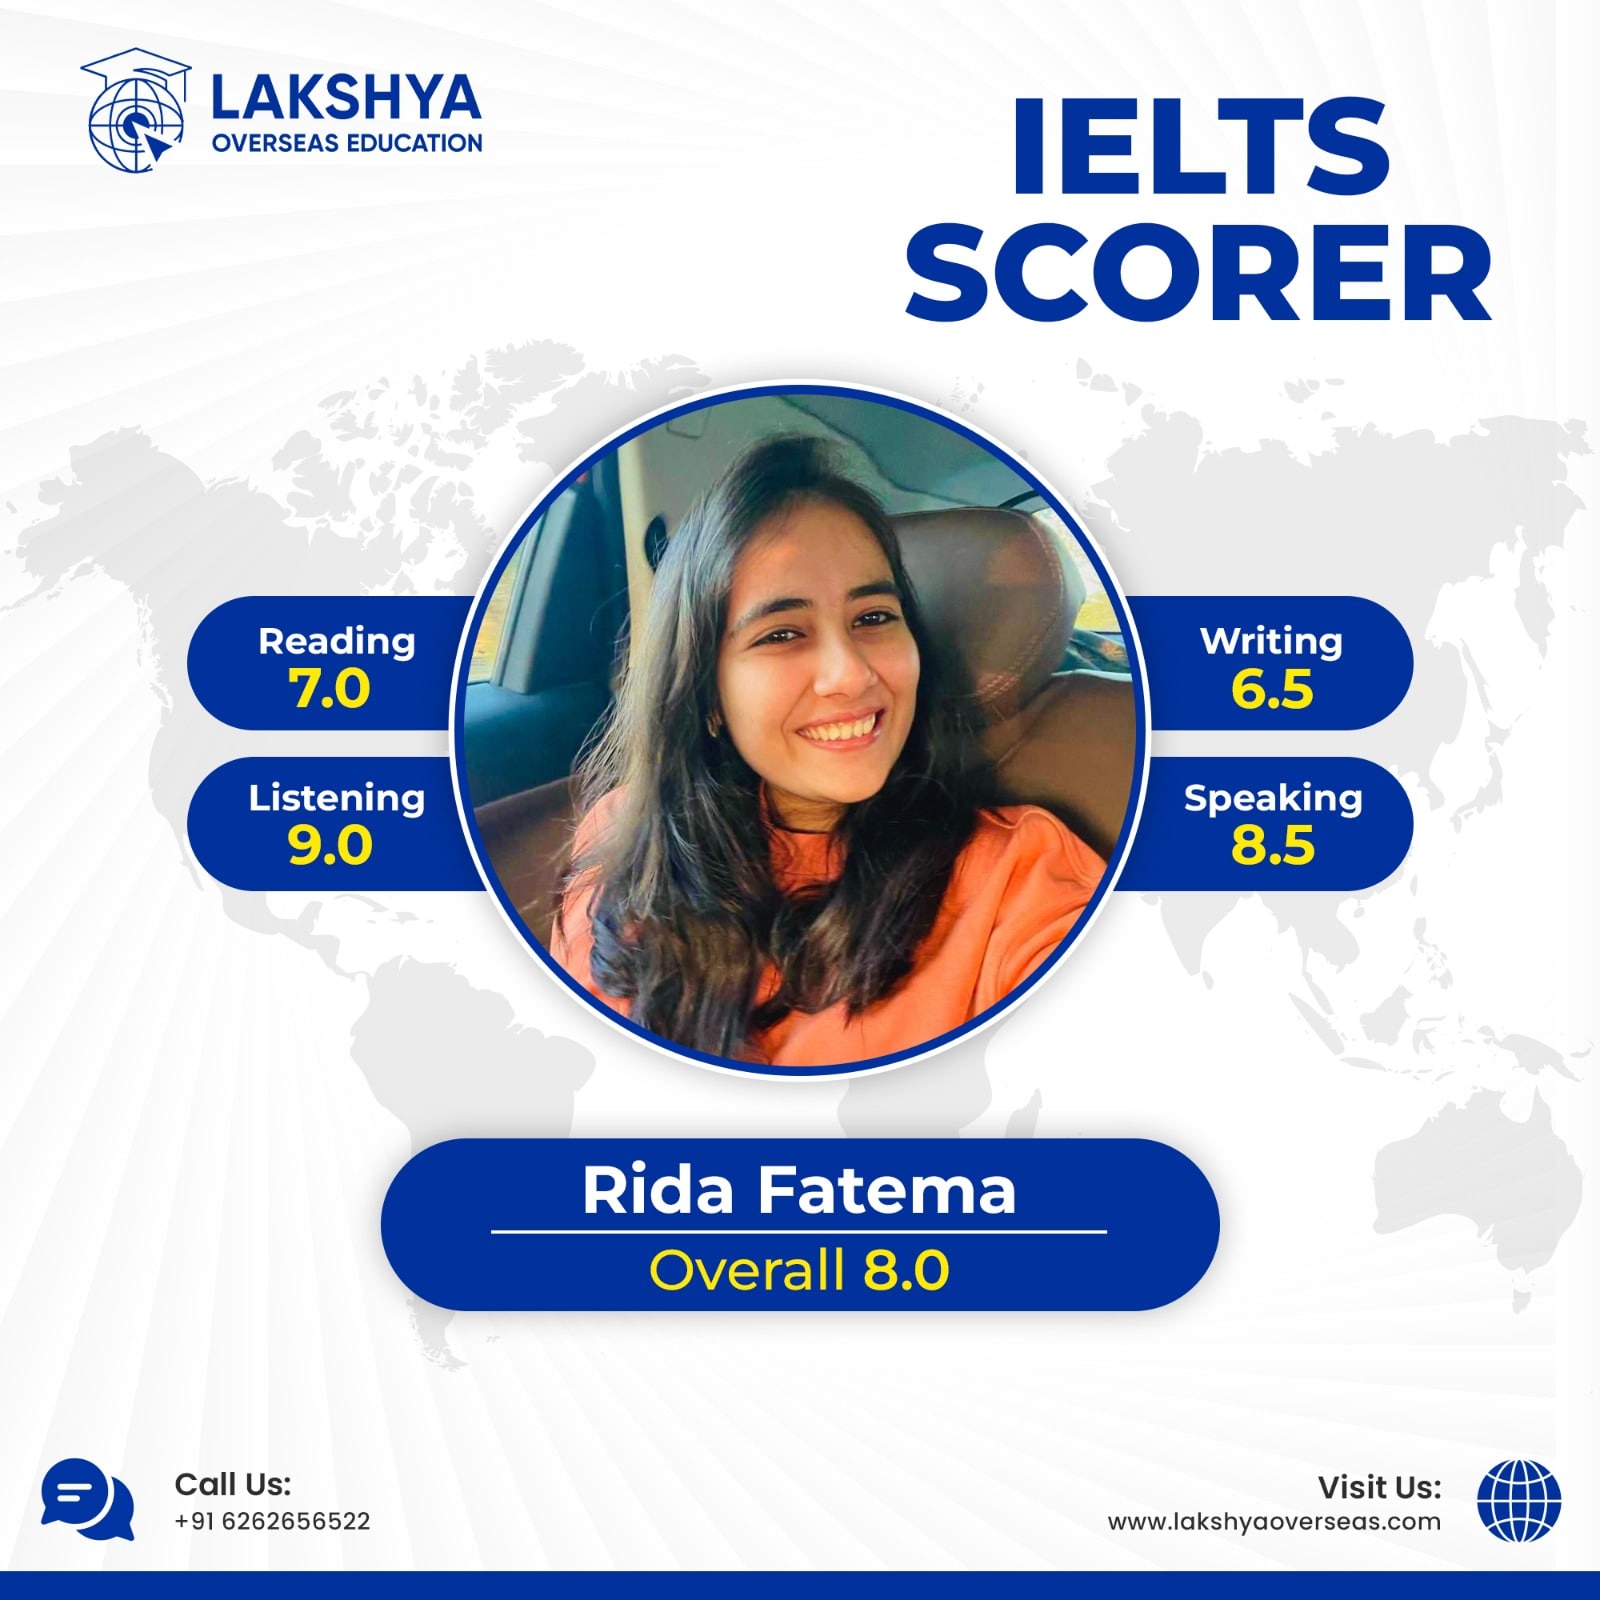 LAKSHYA
OVERSEAS EDUCATION
IELTS
SCORER
Reading
7.0
Listening
9.0
Writing
6.5
Speaking
8.5
Rida Fatema
Overall 8.0
Call Us:
+91 6262656522
Visit Us:
www.lakshyaoverseas.com